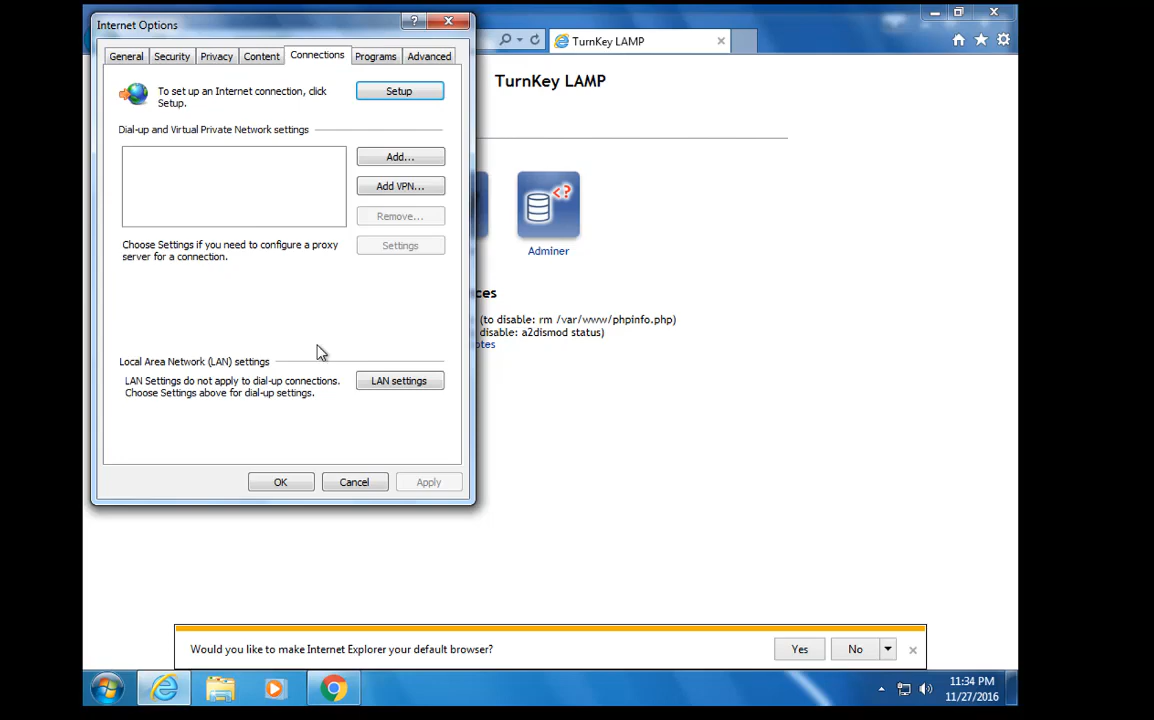 Internet Options
?
TurnKey LAMP
General
Security
Privacy
Content
Connections
Programs
Advanced
To set up an Internet connection, click
Setup.
Setup
TurnKey LAMP
Dial-up and Virtual Private Network settings
Add...
Add VPN...
Remove...
Choose Settings if you need to configure a proxy
server for a connection.
Settings
<?
Adminer
ces
(to disable: rm /var/www/phpinfo.php)
disable: a2dismod status)
otes
Local Area Network (LAN) settings
LAN Settings do not apply to dial-up connections.
Choose Settings above for dial-up settings.
LAN settings
OK
Cancel
Apply
Would you like to make Internet Explorer your default browser?
Yes
No
11:34 PM
11/27/2016